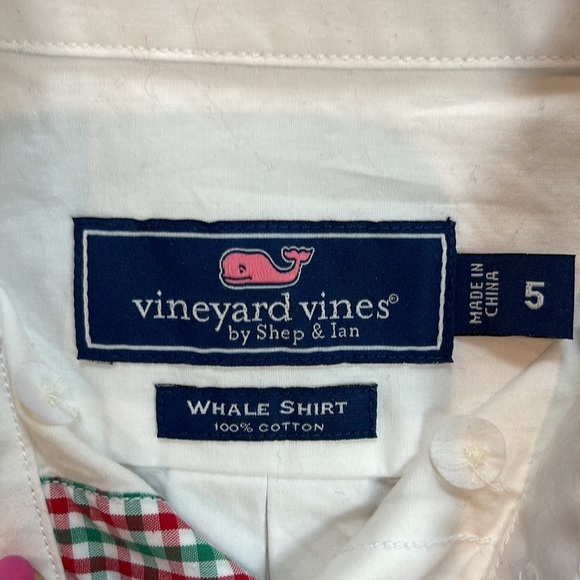 vineyard vines®
by Shep & Ian
MADE IN
CHINA
5
WHALE SHIRT
100% COTTON